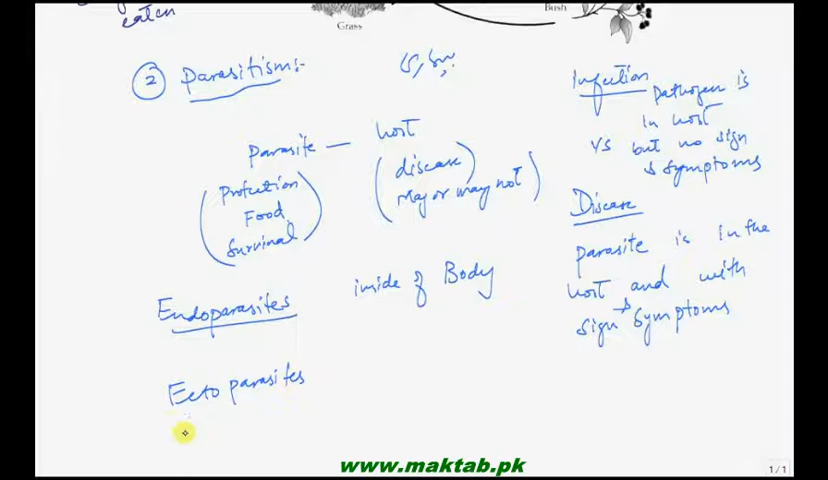 eaten
Grass
Bush
② Parasitism:-
Parasite — host
(Protection
Food
Survival)
(disease
May or may not)
Endoparasites inside of Body
Ecto parasites
Infection
vs
pathogen is
in host
but no sign
& symptoms
Disease
parasite is in the
host and with
sign & symptoms
www.maktab.pk
1/1